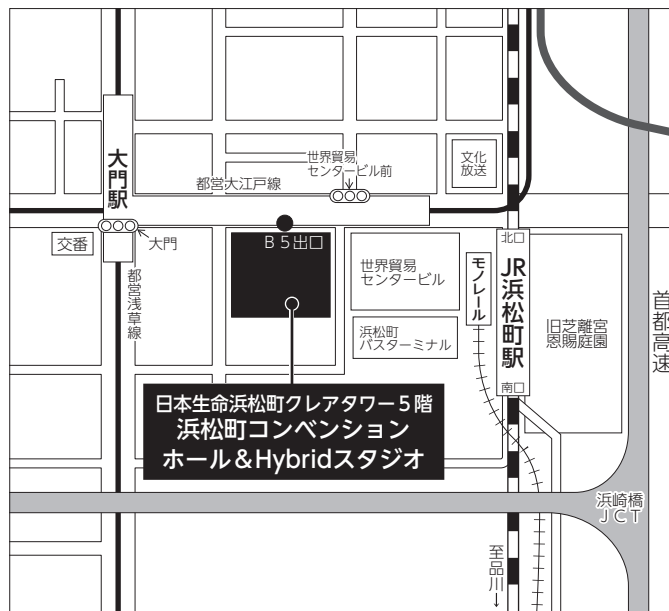 世界貿易
センタービル前
文化
放送
大門駅
都営大江戸線
交番
大門
B5出口
北口
世界貿易
センタービル
モノレール
JR浜松町駅
都営浅草線
浜松町
バスターミナル
旧芝離宮
恩賜庭園
首都高速
南口
日本生命浜松町クレアタワー5階
浜松町コンベンション
ホール&Hybridスタジオ
浜崎橋
JCT
至品川→